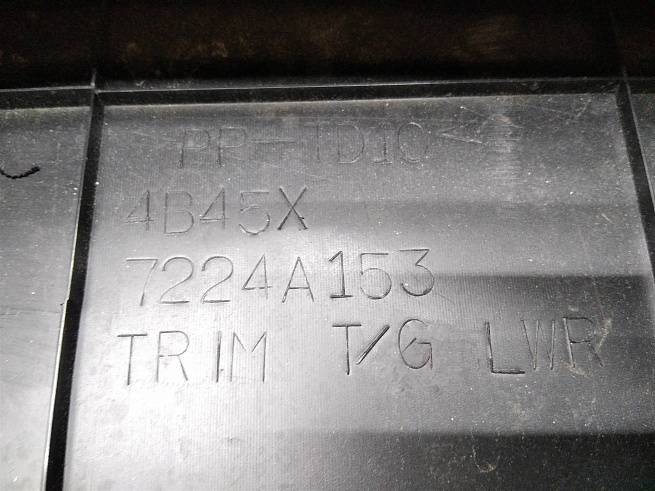 PP-TD10<
4B45X
7224A153
TRIM T/G LWR